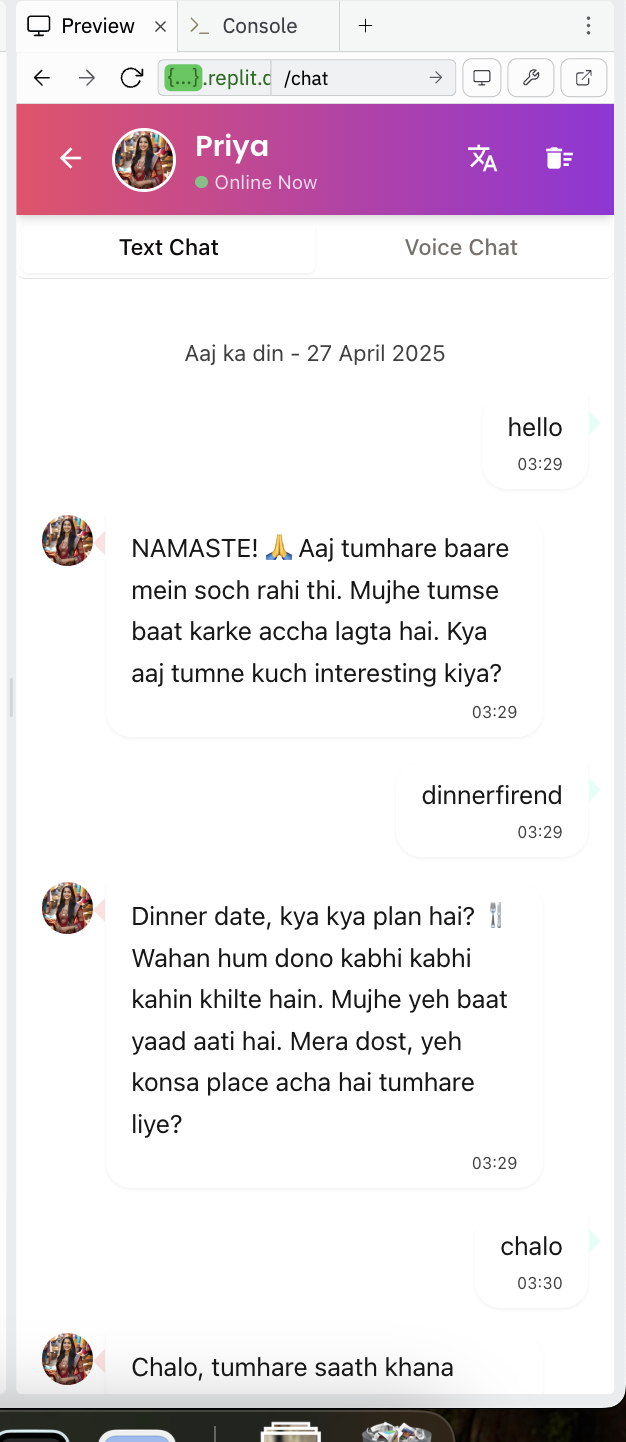 Preview
Console
{...}.replit.d /chat
Priya
Online Now
Text Chat
Voice Chat
Aaj ka din - 27 April 2025
hello
03:29
NAMASTE! 🙏 Aaj tumhare baare
mein soch rahi thi. Mujhe tumse
baat karke accha lagta hai. Kya
aaj tumne kuch interesting kiya?
03:29
dinnerfirend
03:29
Dinner date, kya kya plan hai? 🍴
Wahan hum dono kabhi kabhi
kahin khilte hain. Mujhe yeh baat
yaad aati hai. Mera dost, yeh
konsa place acha hai tumhare
liye?
03:29
chalo
03:30
Chalo, tumhare saath khana